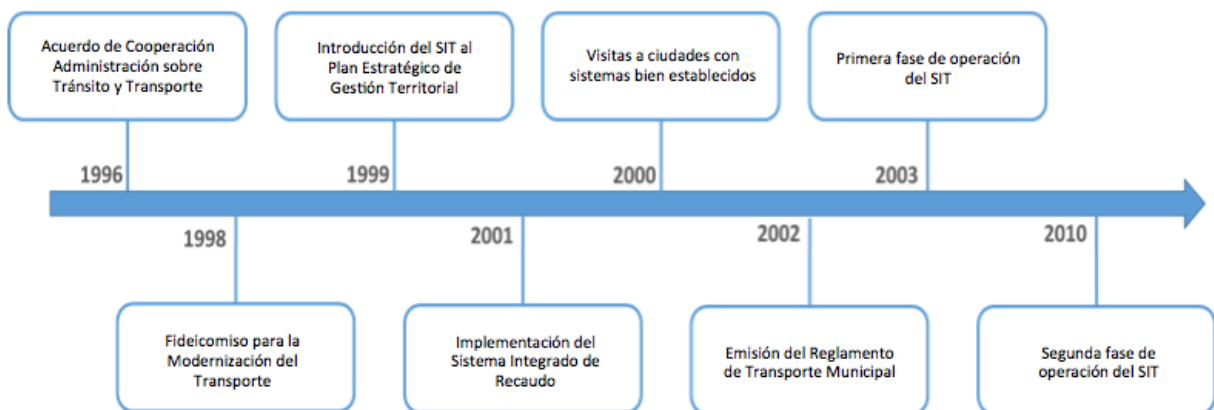 Acuerdo de Cooperación
Administración sobre
Tránsito y Transporte
Introducción del SIT al
Plan Estratégico de
Gestión Territorial
Visitas a ciudades con
sistemas bien establecidos
Primera fase de operación
del SIT
1996
1999
2000
2003
1998
2001
2002
2010
Fideicomiso para la
Modernización del
Transporte
Implementación del
Sistema Integrado de
Recaudo
Emisión del Reglamento
de Transporte Municipal
Segunda fase de
operación del SIT